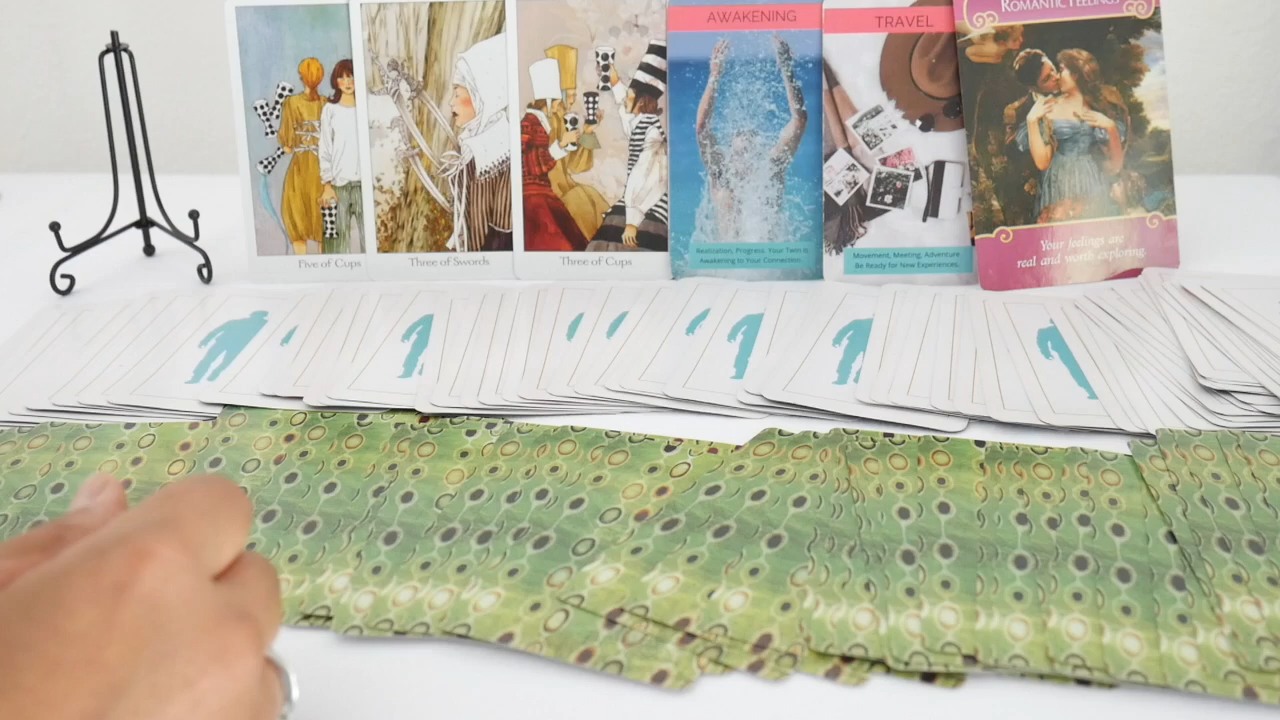 Five of Cups
Three of Swords
Three of Cups
AWAKENING
Realization, Progress. Your Twin Is
Awakening to Your Connection.
TRAVEL
Movement, Meeting, Adventure
Be Ready for New Experiences.
ROMANTIC FEELINGS
Your feelings are
real and worth exploring.